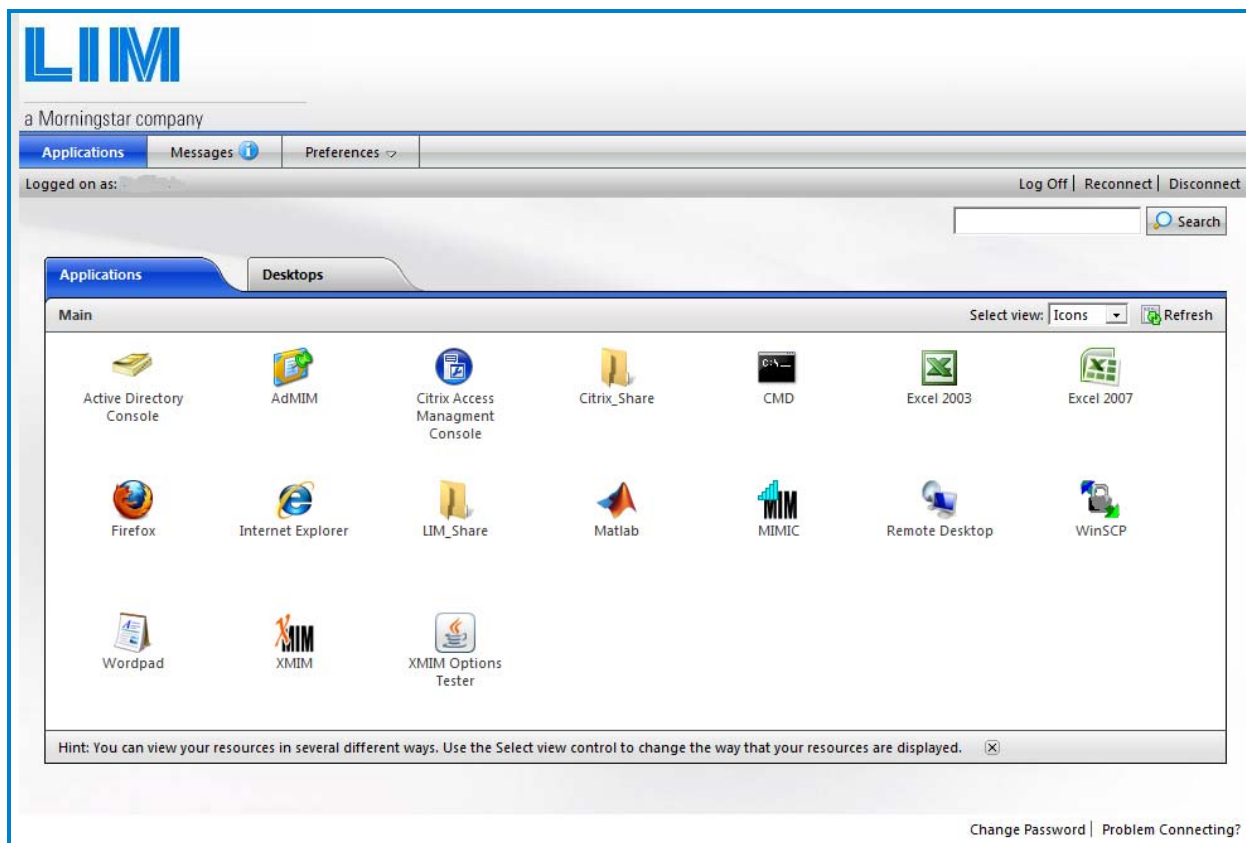 LIM
a Morningstar company
Applications Messages Preferences
Logged on as: Log Off | Reconnect | Disconnect
Search
Applications Desktops
Main Select view: Icons Refresh
Active Directory Console
AdMIM
Citrix Access Managment Console
Citrix_Share
C:\_
CMD
Excel 2003
Excel 2007
Firefox
Internet Explorer
LIM_Share
Matlab
MIM
MIMIC
Remote Desktop
WinSCP
Wordpad
XMIM
XMIM
XMIM Options Tester
Hint: You can view your resources in several different ways. Use the Select view control to change the way that your resources are displayed.
Change Password | Problem Connecting?